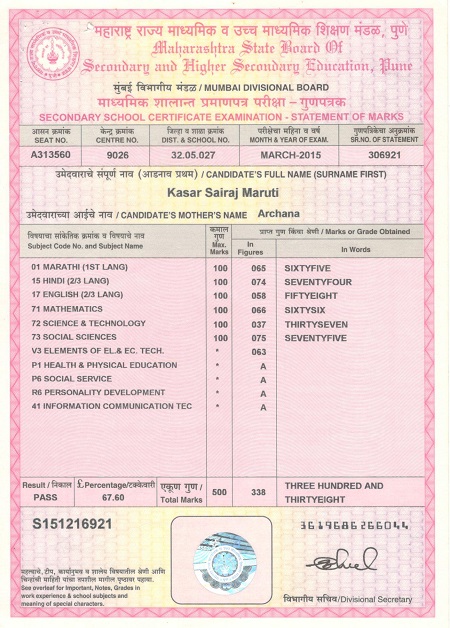 महाराष्ट्र राज्य माध्यमिक व उच्च माध्यमिक शिक्षण मंडळ, पुणे
Maharashtra State Board Of
Secondary and Higher Secondary Education, Pune
मुंबई विभागीय मंडळ / MUMBAI DIVISIONAL BOARD
माध्यमिक शालान्त प्रमाणपत्र परीक्षा – गुणपत्रक
SECONDARY SCHOOL CERTIFICATE EXAMINATION - STATEMENT OF MARKS
आसन क्रमांक केन्द्र क्रमांक जिल्हा व शाळा क्रमांक परीक्षेचा महिना व वर्ष गुणपत्रिकेचा अनुक्रमांक
SEAT NO. CENTRE NO. DIST. & SCHOOL NO. MONTH & YEAR OF EXAM. SR.NO. OF STATEMENT
A313560 9026 32.05.027 MARCH-2015 306921
उमेदवाराचे संपूर्ण नाव (आडनाव प्रथम) / CANDIDATE'S FULL NAME (SURNAME FIRST)
Kasar Sairaj Maruti
उमेदवाराच्या आईचे नाव / CANDIDATE'S MOTHER'S NAME Archana
विषयाचा सांकेतिक क्रमांक व विषयाचे नाव
Subject Code No. and Subject Name
कमाल
गुण
Max.
Marks
प्राप्त गुण किंवा श्रेणी / Marks or Grade Obtained
In
Figures
In Words
01 MARATHI (1ST LANG) 100 065 SIXTYFIVE
15 HINDI (2/3 LANG) 100 074 SEVENTYFOUR
17 ENGLISH (2/3 LANG) 100 058 FIFTYEIGHT
71 MATHEMATICS 100 066 SIXTYSIX
72 SCIENCE & TECHNOLOGY 100 037 THIRTYSEVEN
73 SOCIAL SCIENCES 100 075 SEVENTYFIVE
V3 ELEMENTS OF EL.& EC. TECH. * 063
P1 HEALTH & PHYSICAL EDUCATION * A
P6 SOCIAL SERVICE * A
R6 PERSONALITY DEVELOPMENT * A
41 INFORMATION COMMUNICATION TEC * A
Result / निकाल £ Percentage/टक्केवारी
PASS 67.60
एकूण गुण /
Total Marks
500 338
THREE HUNDRED AND
THIRTYEIGHT
S151216921
3619686266044
महत्वाचे, टीप, कार्यानुभव व शालेय विषयातील श्रेणी आणि
चिन्हांची माहिती यांचा तपशील मागील पृष्ठावर पहावा.
See overleaf for Important, Notes, Grades in
work experience & school subjects and
meaning of special characters.
विभागीय सचिव/Divisional Secretary